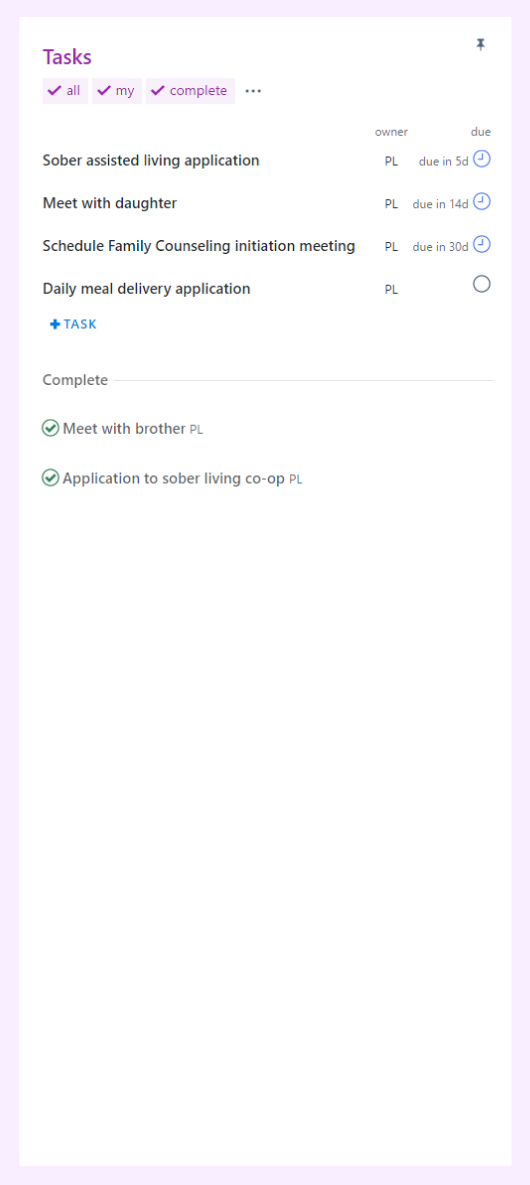 Tasks
all my complete ...
owner due
Sober assisted living application PL due in 5d
Meet with daughter PL due in 14d
Schedule Family Counseling initiation meeting PL due in 30d
Daily meal delivery application PL
+ TASK
Complete
Meet with brother PL
Application to sober living co-op PL